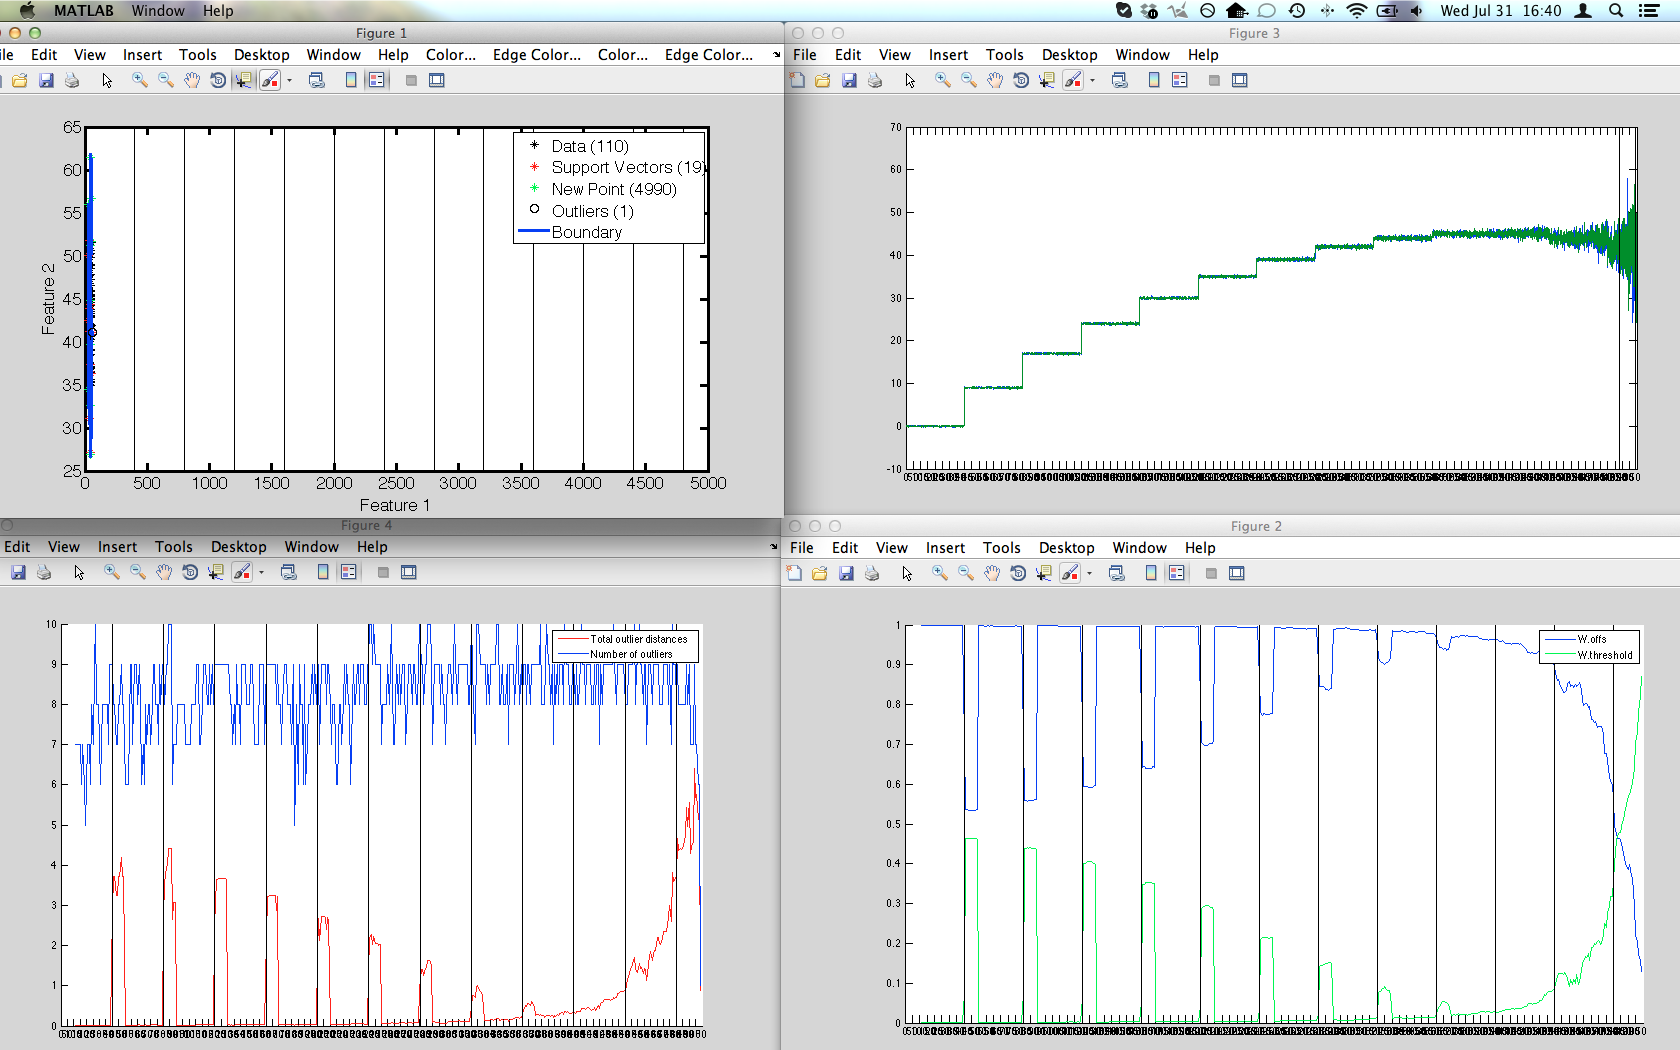 MATLAB Window Help Wed Jul 31 16:40
Figure 1
ile Edit View Insert Tools Desktop Window Help Color... Edge Color... Color... Edge Color...
65
60
55
50
45
40
35
30
25
Feature 2
Data (110)
Support Vectors (19)
New Point (4990)
Outliers (1)
Boundary
0 500 1000 1500 2000 2500 3000 3500 4000 4500 5000
Feature 1
Figure 3
File Edit View Insert Tools Desktop Window Help
70
60
50
40
30
20
10
0
-10
Figure 4
Edit View Insert Tools Desktop Window Help
10
9
8
7
6
5
4
3
2
1
0
Total outlier distances
Number of outliers
Figure 2
File Edit View Insert Tools Desktop Window Help
1
0.9
0.8
0.7
0.6
0.5
0.4
0.3
0.2
0.1
0
W.offs
W.threshold